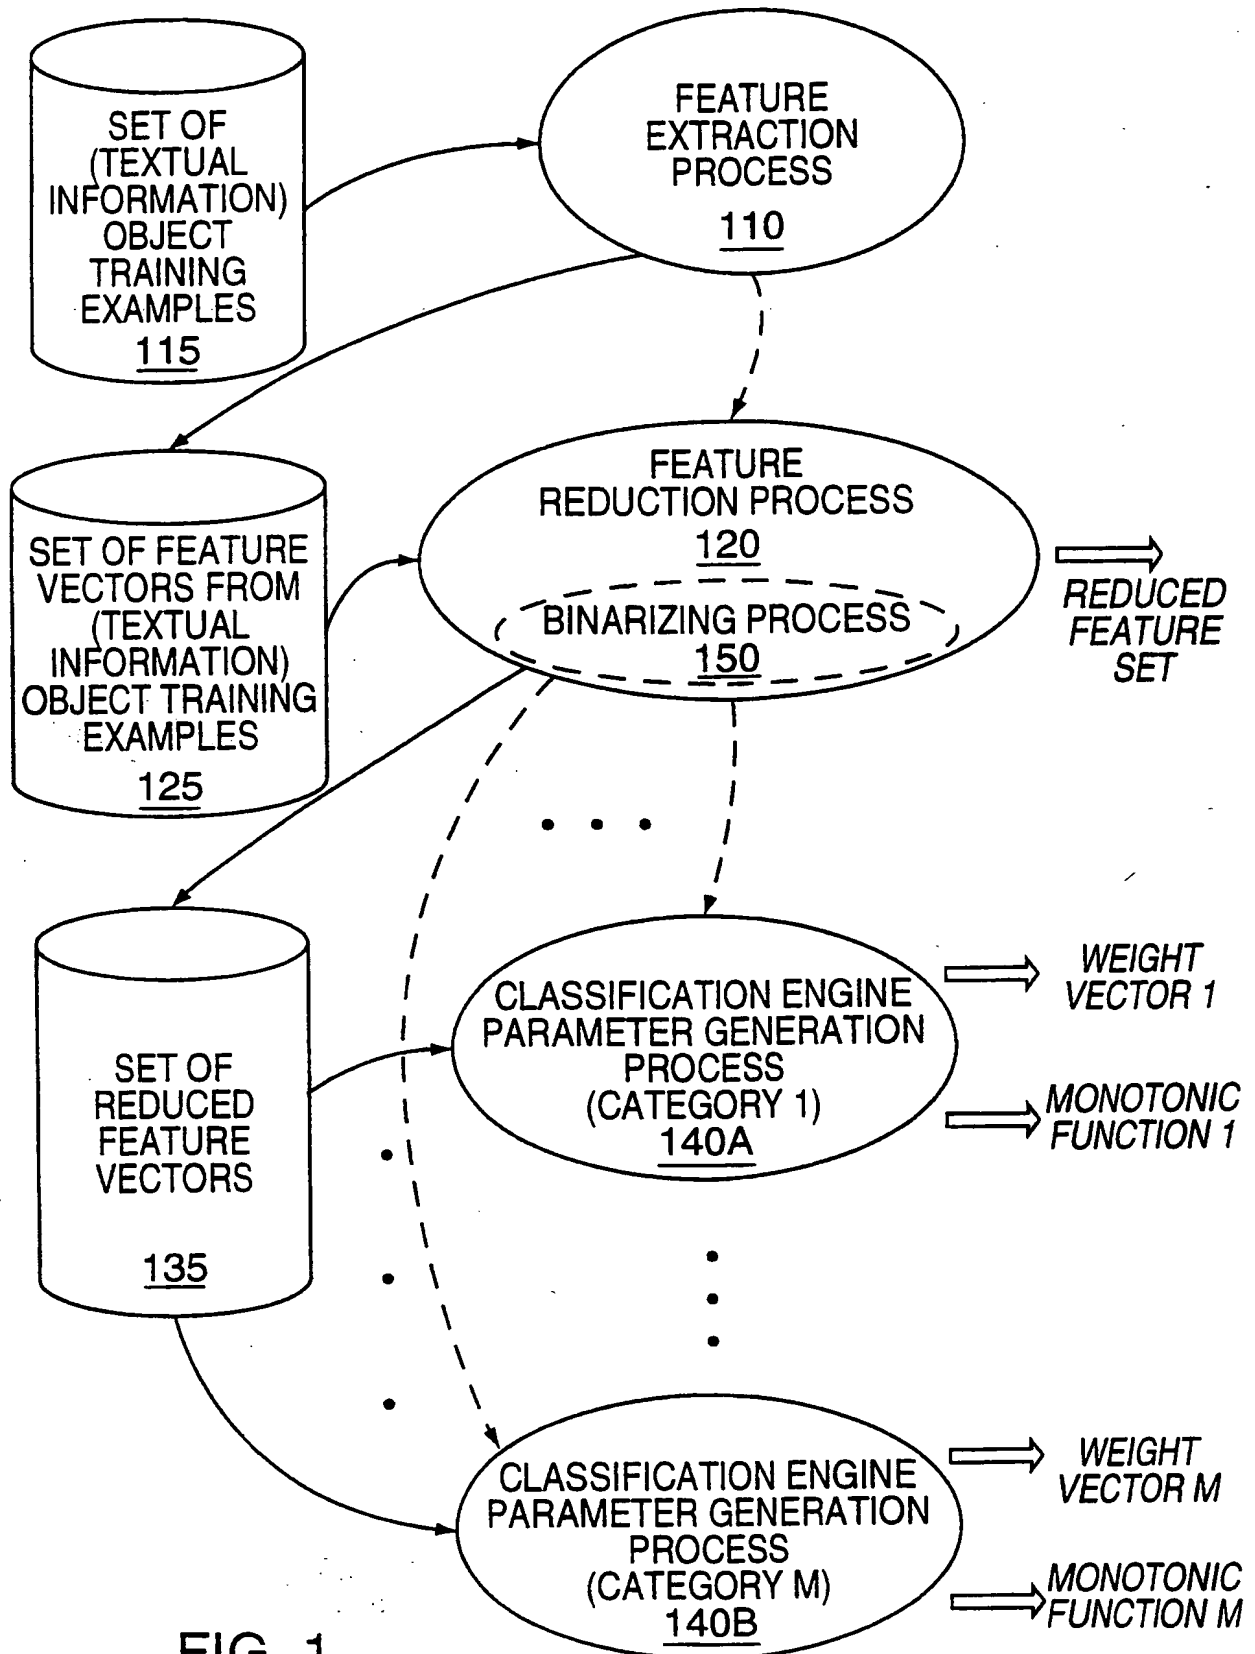 SET OF
(TEXTUAL
INFORMATION)
OBJECT
TRAINING
EXAMPLES
115
FEATURE
EXTRACTION
PROCESS
110
SET OF FEATURE
VECTORS FROM
(TEXTUAL
INFORMATION)
OBJECT TRAINING
EXAMPLES
125
FEATURE
REDUCTION PROCESS
120
BINARIZING PROCESS
150
REDUCED
FEATURE
SET
SET OF
REDUCED
FEATURE
VECTORS
135
CLASSIFICATION ENGINE
PARAMETER GENERATION
PROCESS
(CATEGORY 1)
140A
WEIGHT
VECTOR 1
MONOTONIC
FUNCTION 1
CLASSIFICATION ENGINE
PARAMETER GENERATION
PROCESS
(CATEGORY M)
140B
WEIGHT
VECTOR M
MONOTONIC
FUNCTION M
FIG. 1